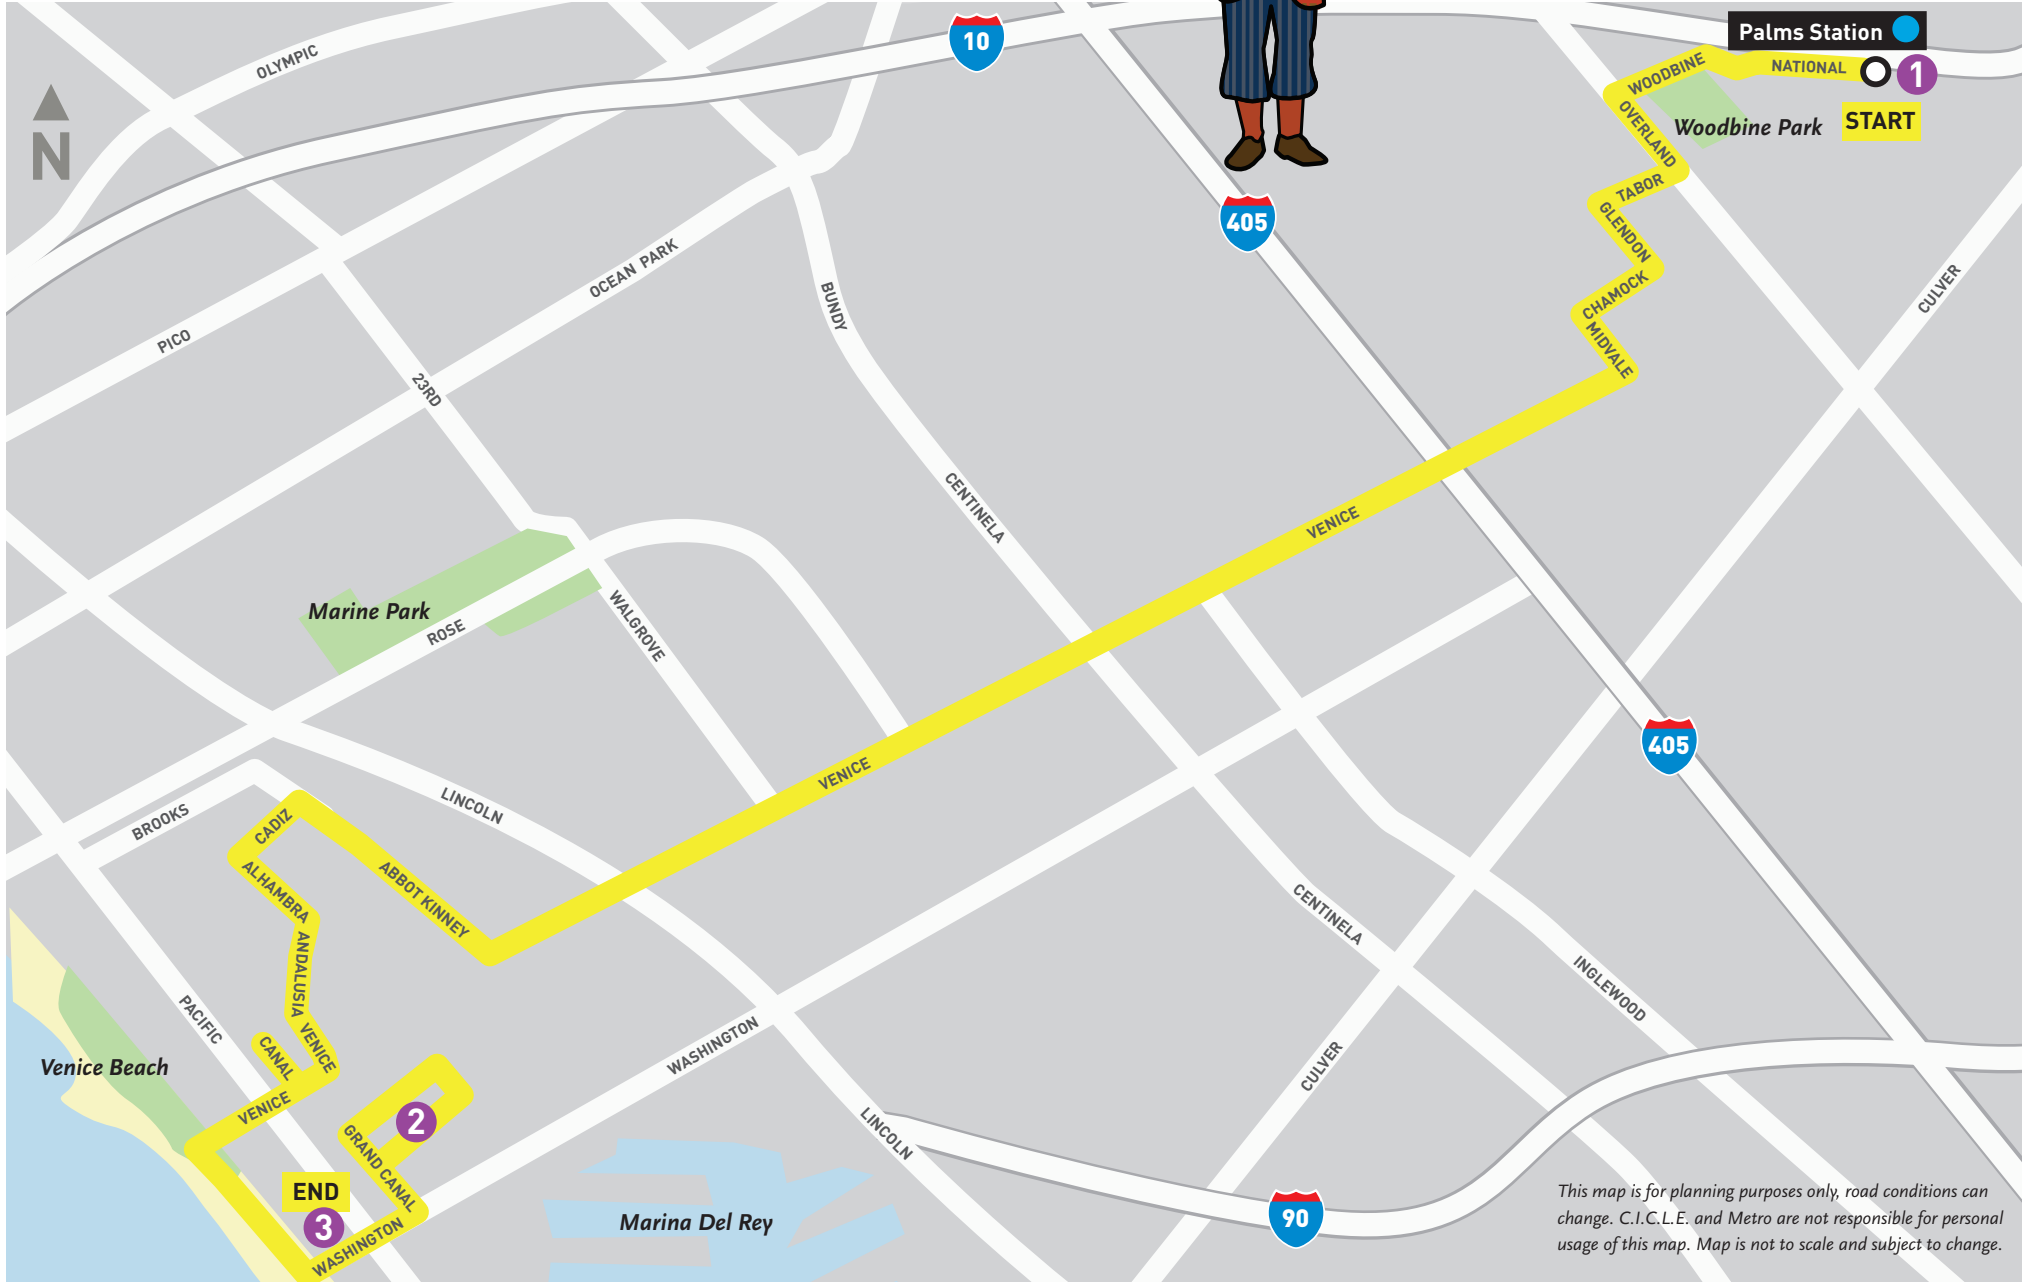 10
Palms Station
OLYMPIC
WOODBINE
NATIONAL
1
START
Woodbine Park
OVERLAND
N
TABOR
GLENDON
405
OCEAN PARK
CULVER
CHAMOCK
BUNDY
PICO
MIDVALE
23RD
CENTINELA
VENICE
Marine Park
ROSE
WALGROVE
405
VENICE
LINCOLN
BROOKS
CADIZ
ALHAMBRA
ABBOT KINNEY
CENTINELA
ANDALUSIA
INGLEWOOD
PACIFIC
VENICE
CANAL
WASHINGTON
Venice Beach
CULVER
VENICE
2
GRAND CANAL
LINCOLN
END
3
WASHINGTON
Marina Del Rey
90
This map is for planning purposes only, road conditions can
change. C.I.C.L.E. and Metro are not responsible for personal
usage of this map. Map is not to scale and subject to change.